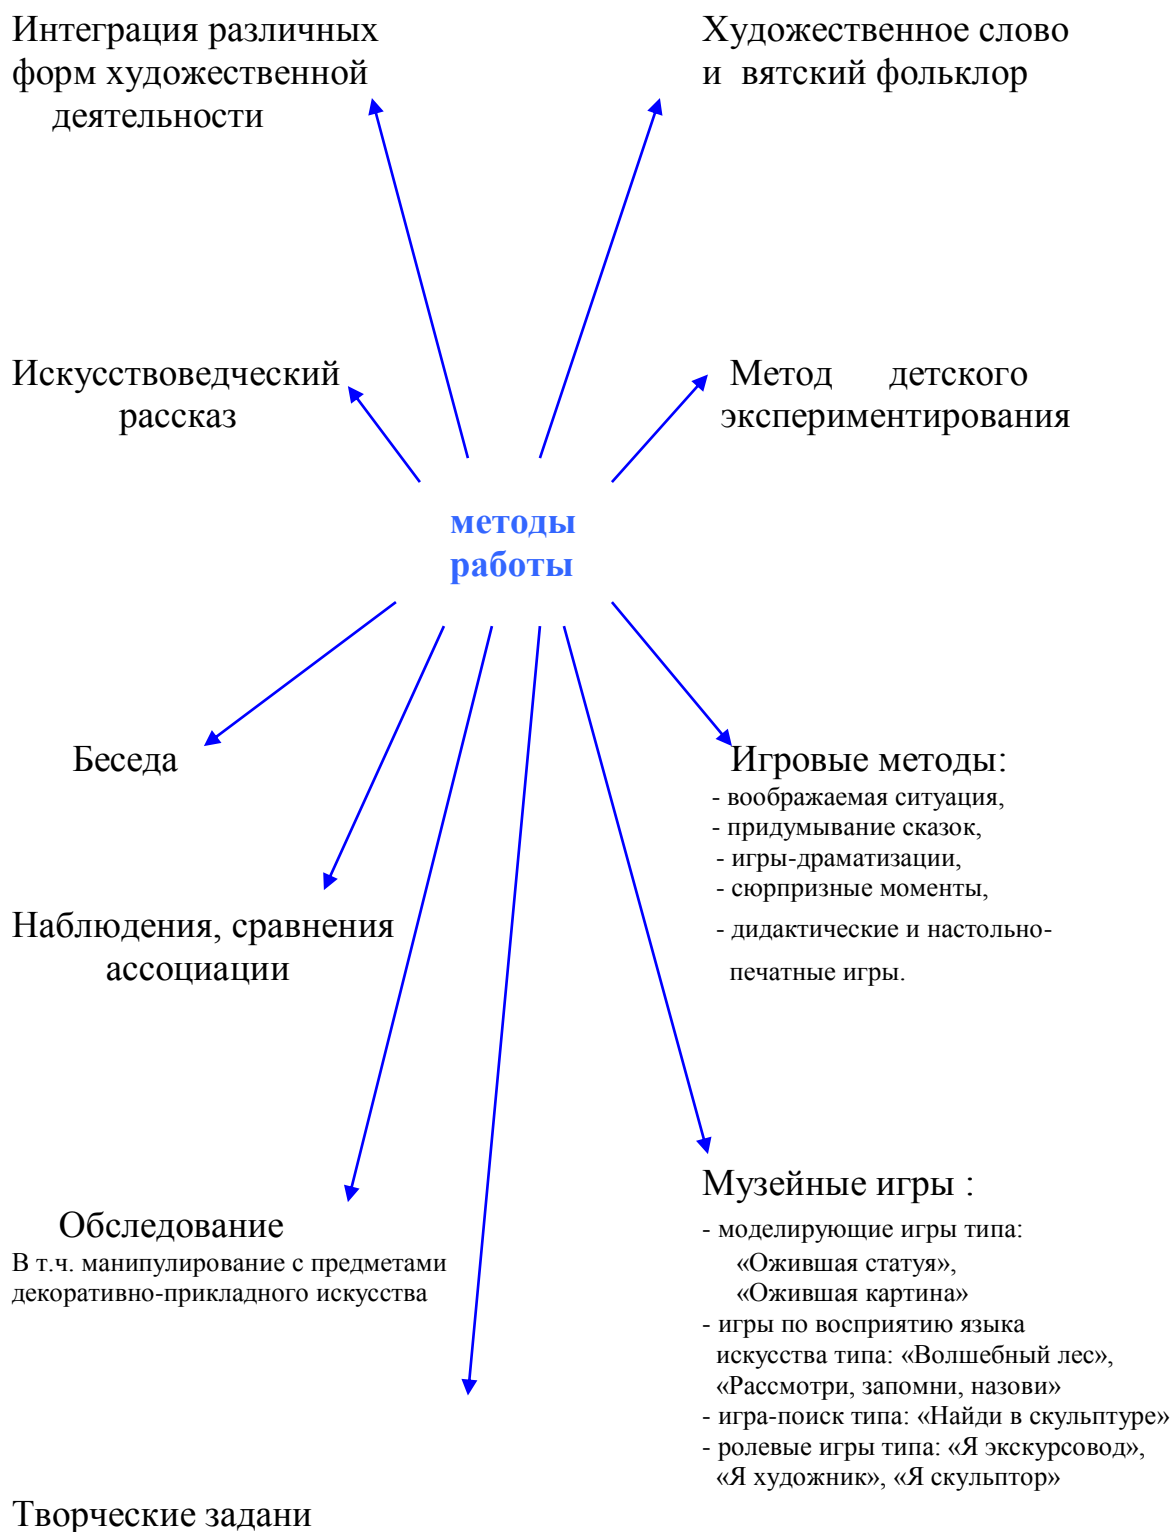 Интеграция различных
форм художественной
деятельности
Художественное слово
и вятский фольклор
Искусствоведческий
рассказ
Метод детского
экспериментирования
методы
работы
Беседа
Игровые методы:
- воображаемая ситуация,
- придумывание сказок,
- игры-драматизации,
- сюрпризные моменты,
- дидактические и настольно-
печатные игры.
Наблюдения, сравнения
ассоциации
Обследование
В т.ч. манипулирование с предметами
декоративно-прикладного искусства
Музейные игры :
- моделирующие игры типа:
«Ожившая статуя»,
«Ожившая картина»
- игры по восприятию языка
искусства типа: «Волшебный лес»,
«Рассмотри, запомни, назови»
- игра-поиск типа: «Найди в скульптуре»
- ролевые игры типа: «Я экскурсовод»,
«Я художник», «Я скульптор»
Творческие задани